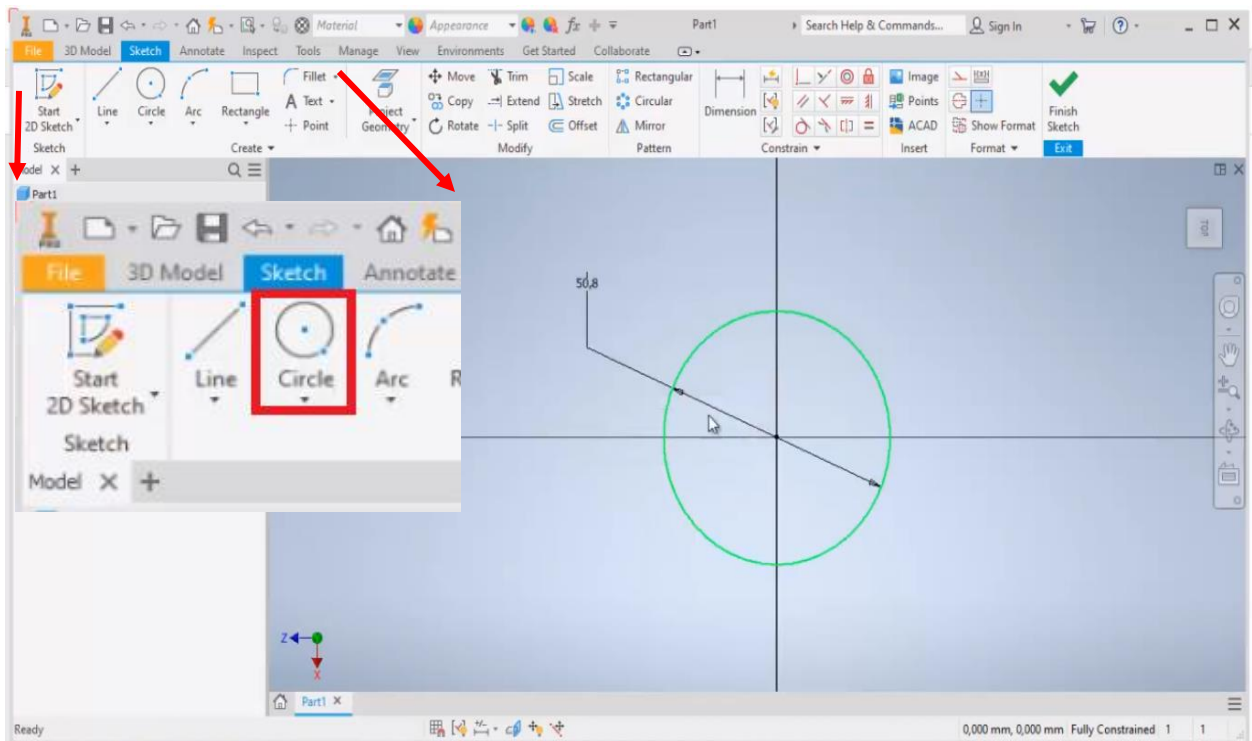 PRO Material Appearance fx Part1 Search Help & Commands... Sign In
File 3D Model Sketch Annotate Inspect Tools Manage View Environments Get Started Collaborate
Start 2D Sketch
Line
Circle
Arc
Rectangle
Fillet
A Text
Point
Geometry
Move Trim Scale
Copy Extend Stretch
Rotate Split Offset
Rectangular
Circular
Mirror
Dimension
Image
Points
ACAD
Show Format
Finish Sketch
Sketch Create Modify Pattern Constrain Insert Format Exit
Part1
TOP
PRO
File 3D Model Sketch Annotate
Start
2D Sketch
Line Circle Arc R
Sketch
Model
50,8
Z
X
Part1
Ready 0,000 mm, 0,000 mm Fully Constrained 1 1